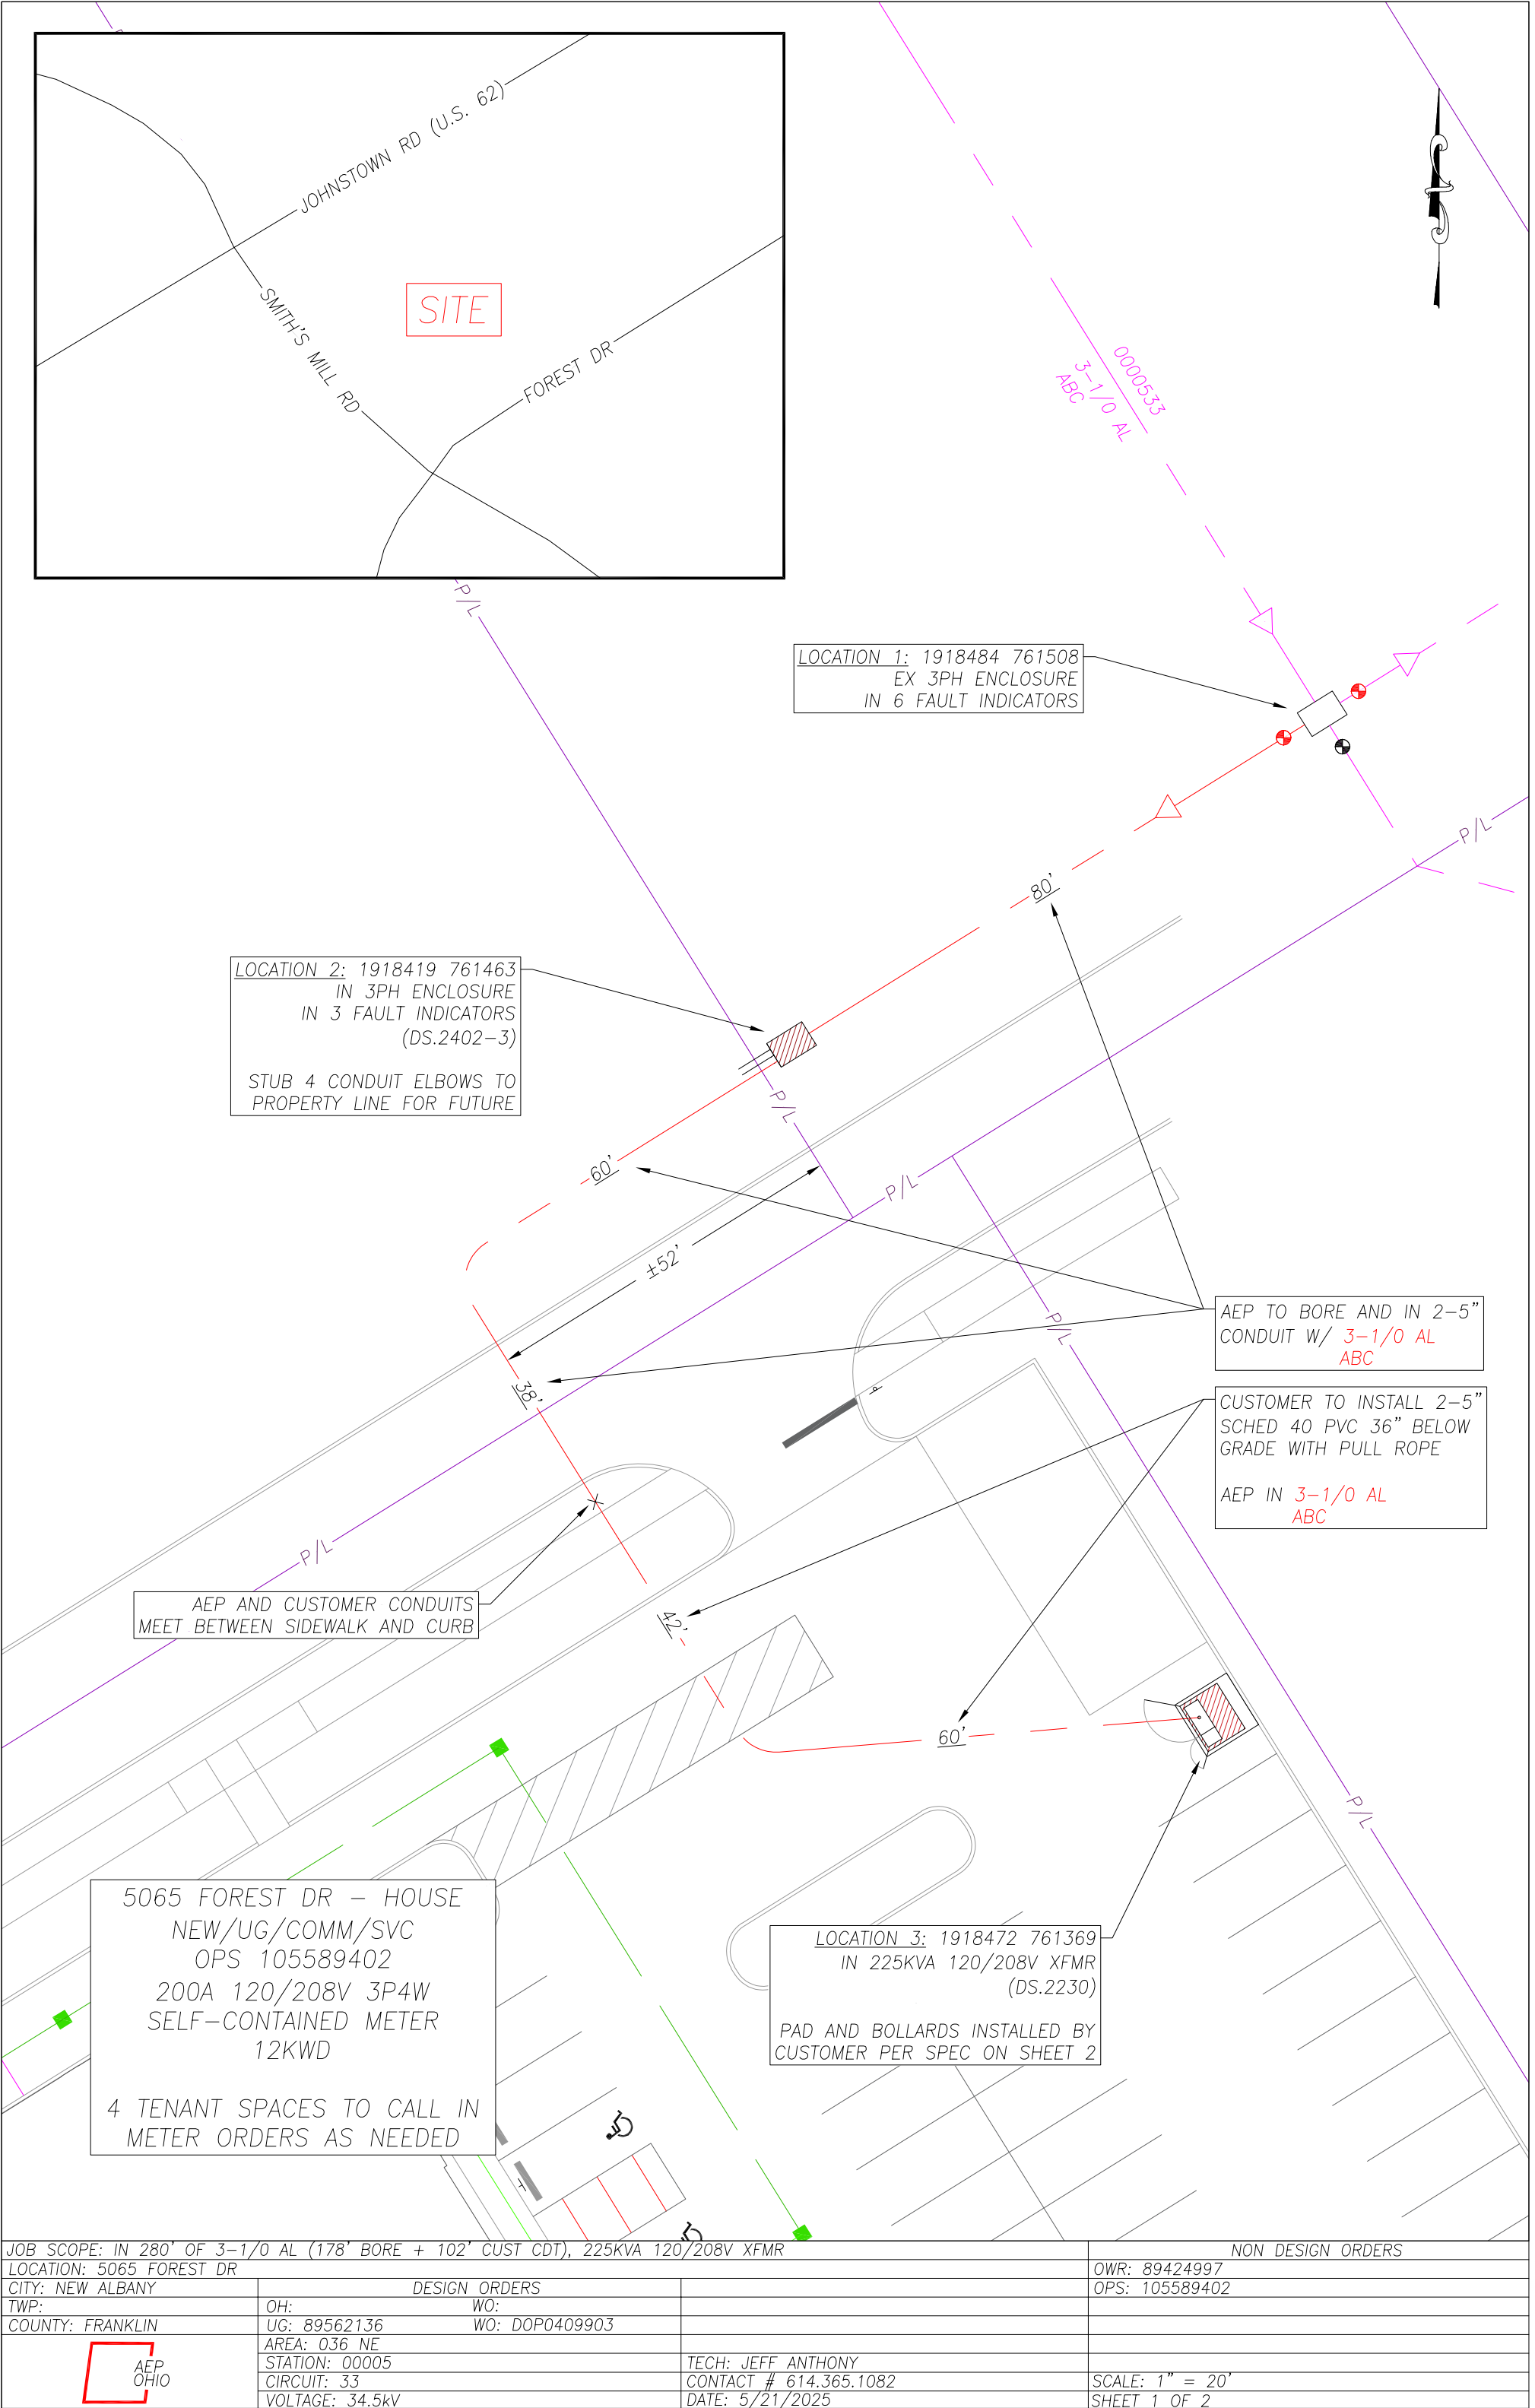 JOHNSTOWN RD (U.S. 62)
SMITH'S MILL RD
SITE
FOREST DR
0000533
3-1/0 AL
ABC
P/L
LOCATION 1: 1918484 761508
EX 3PH ENCLOSURE
IN 6 FAULT INDICATORS
P/L
80'
LOCATION 2: 1918419 761463
IN 3PH ENCLOSURE
IN 3 FAULT INDICATORS
(DS.2402-3)
STUB 4 CONDUIT ELBOWS TO
PROPERTY LINE FOR FUTURE
P/L
60'
P/L
±52'
P/L
AEP TO BORE AND IN 2-5"
CONDUIT W/ 3-1/0 AL
ABC
38'
CUSTOMER TO INSTALL 2-5"
SCHED 40 PVC 36" BELOW
GRADE WITH PULL ROPE
AEP IN 3-1/0 AL
ABC
P/L
AEP AND CUSTOMER CONDUITS
MEET BETWEEN SIDEWALK AND CURB
42'
60'
P/L
5065 FOREST DR - HOUSE
NEW/UG/COMM/SVC
OPS 105589402
200A 120/208V 3P4W
SELF-CONTAINED METER
12KWD
4 TENANT SPACES TO CALL IN
METER ORDERS AS NEEDED
LOCATION 3: 1918472 761369
IN 225KVA 120/208V XFMR
(DS.2230)
PAD AND BOLLARDS INSTALLED BY
CUSTOMER PER SPEC ON SHEET 2
JOB SCOPE: IN 280' OF 3-1/0 AL (178' BORE + 102' CUST CDT), 225KVA 120/208V XFMR
NON DESIGN ORDERS
LOCATION: 5065 FOREST DR
OWR: 89424997
CITY: NEW ALBANY
DESIGN ORDERS
OPS: 105589402
TWP:
OH:
WO:
COUNTY: FRANKLIN
UG: 89562136
WO: DOP0409903
AEP
OHIO
AREA: 036 NE
STATION: 00005
TECH: JEFF ANTHONY
CIRCUIT: 33
CONTACT # 614.365.1082
SCALE: 1" = 20'
VOLTAGE: 34.5kV
DATE: 5/21/2025
SHEET 1 OF 2